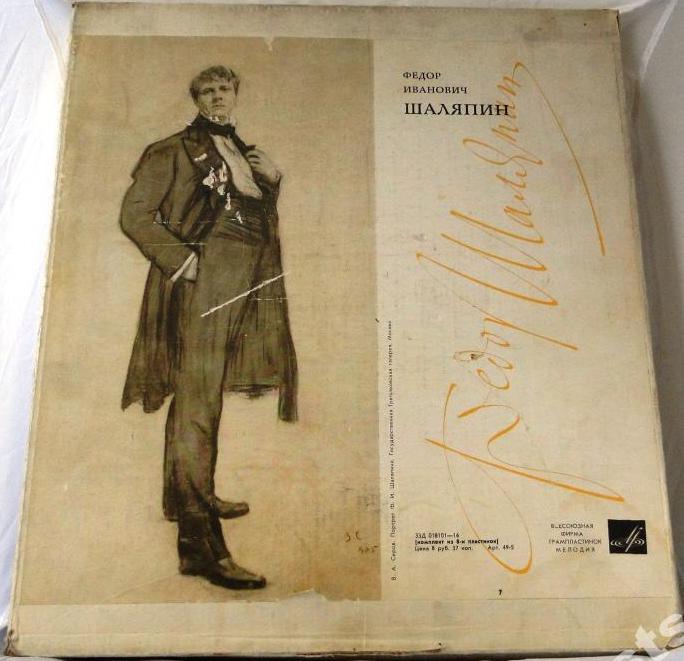 ФЕДОР
ИВАНОВИЧ
ШАЛЯПИН
Федор Шаляпин
В. А. Серов. Портрет Ф. И. Шаляпина. Государственная Третьяковская галерея. Москва
33Д 018101—16
(комплект из 8-и пластинок)
Цена 8 руб. 37 коп. Арт. 49-5
ВСЕСОЮЗНАЯ
ФИРМА
ГРАМПЛАСТИНОК
МЕЛОДИЯ
7